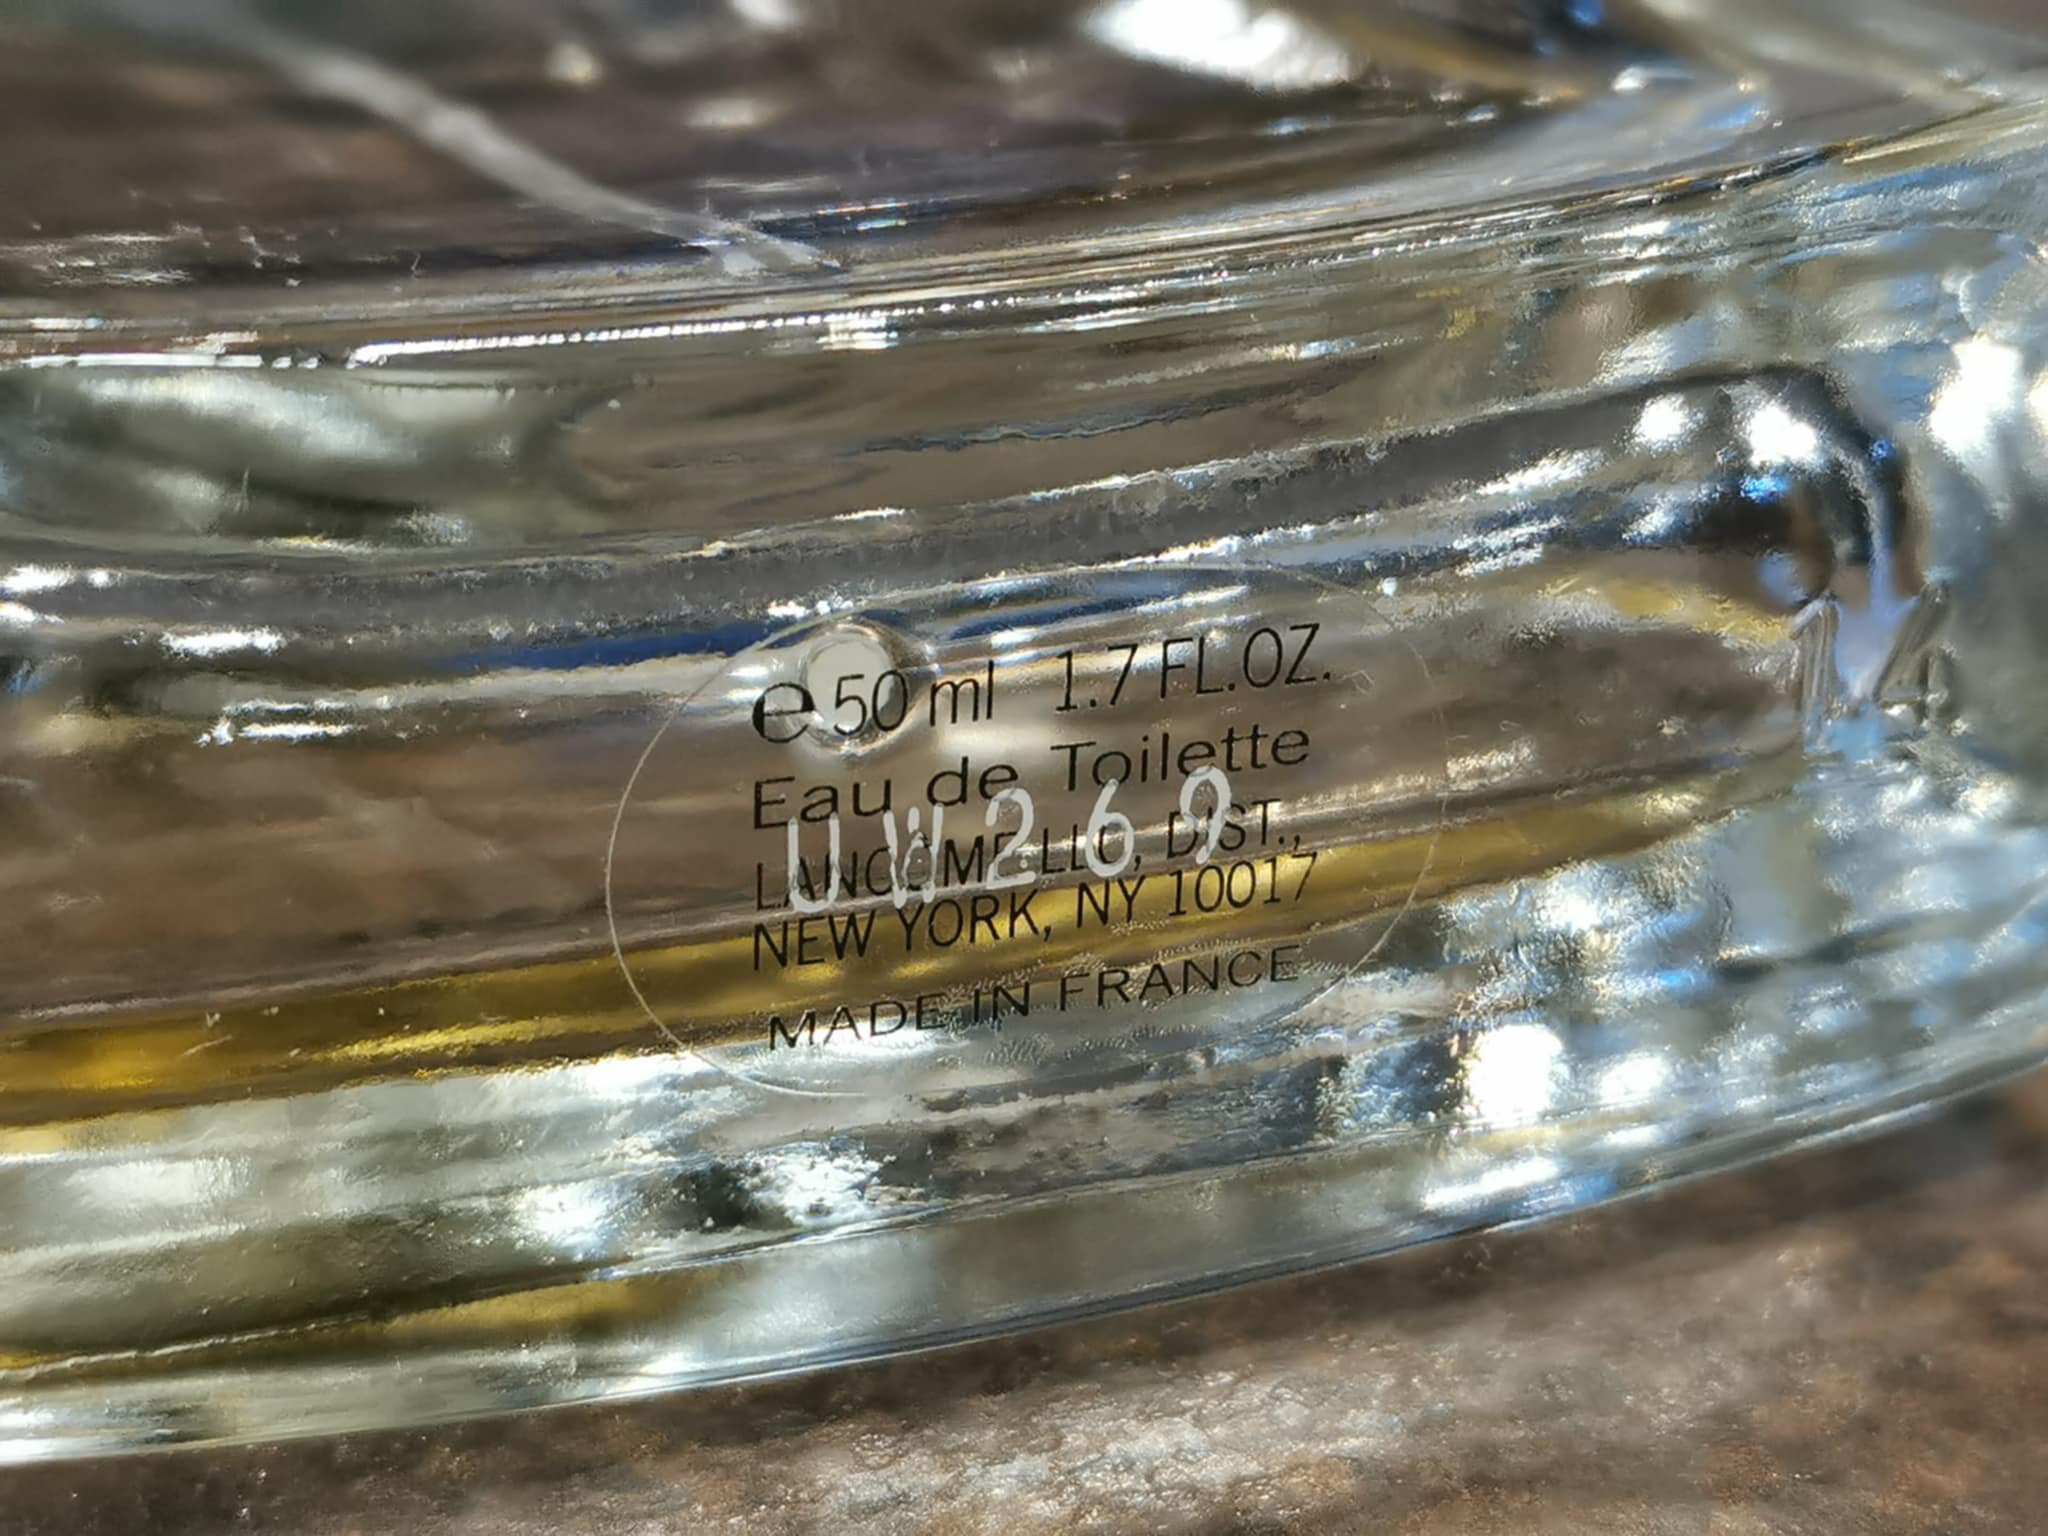 ℮ 50 ml 1.7 FL.OZ.
Eau de Toilette
UW269
LANCOME LLC, DIST.,
NEW YORK, NY 10017
MADE IN FRANCE